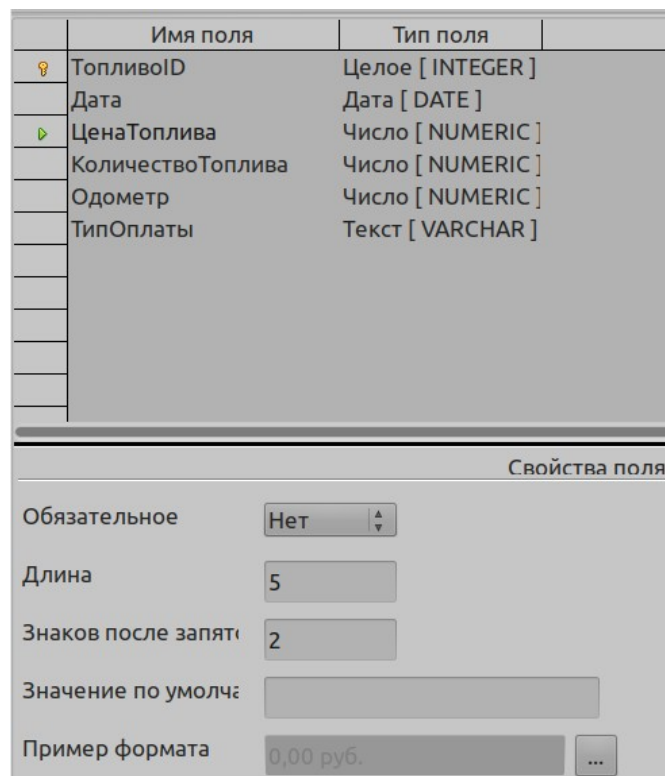 Имя поля Тип поля
ТопливоID Целое [ INTEGER ]
Дата Дата [ DATE ]
ЦенаТоплива Число [ NUMERIC ]
КоличествоТоплива Число [ NUMERIC ]
Одометр Число [ NUMERIC ]
ТипОплаты Текст [ VARCHAR ]
Свойства поля
Обязательное Нет
Длина 5
Знаков после запято 2
Значение по умолча
Пример формата 0,00 руб. ...